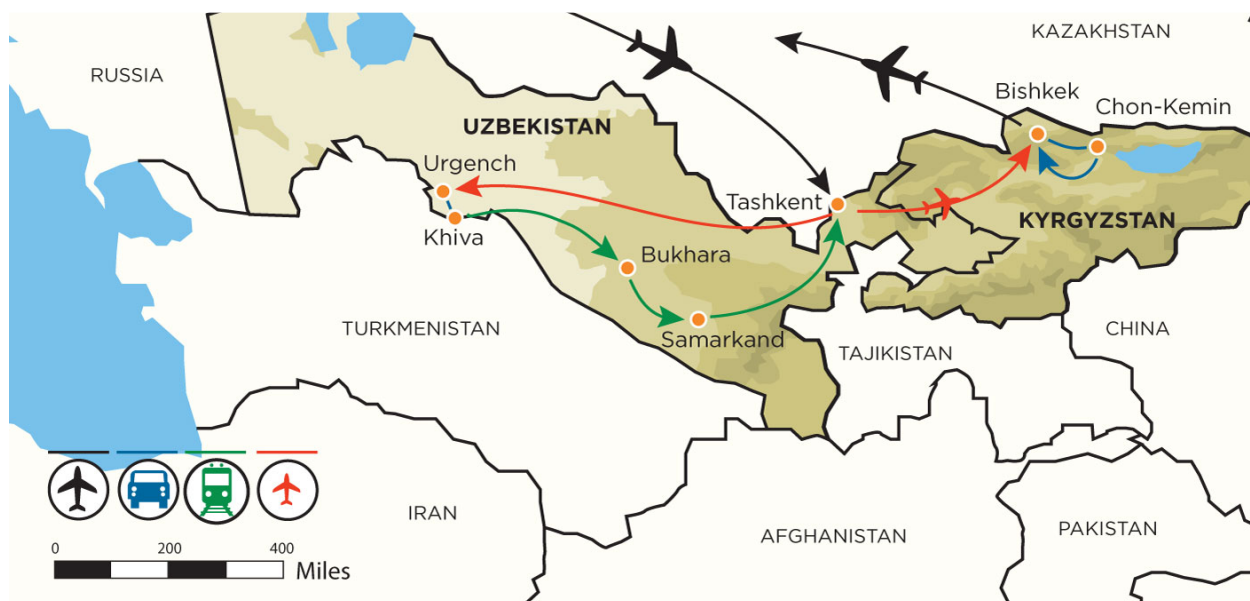 KAZAKHSTAN
RUSSIA
Bishkek
Chon-Kemin
UZBEKISTAN
Urgench
Tashkent
KYRGYZSTAN
Khiva
Bukhara
TURKMENISTAN
Samarkand
CHINA
TAJIKISTAN
IRAN
AFGHANISTAN
PAKISTAN
0 200 400
Miles